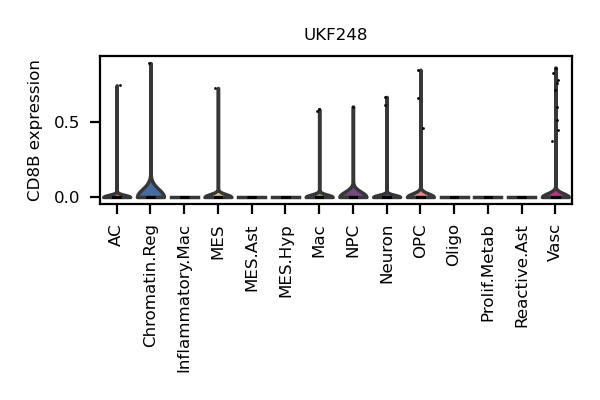 UKF248
CD8B expression
0.5
0.0
AC
Chromatin.Reg
Inflammatory.Mac
MES
MES.Ast
MES.Hyp
Mac
NPC
Neuron
OPC
Oligo
Prolif.Metab
Reactive.Ast
Vasc